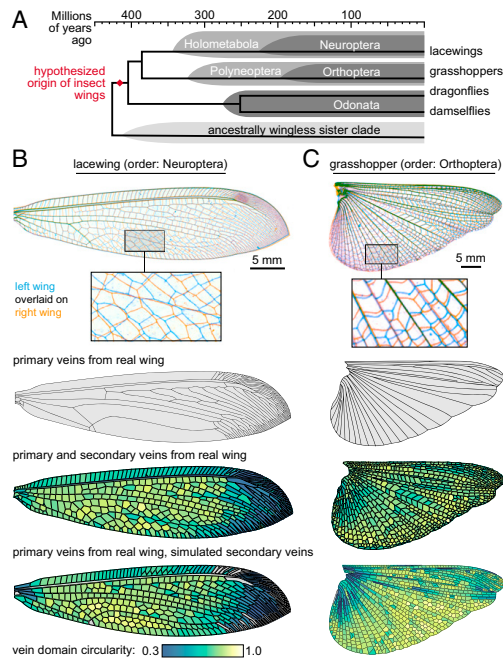 A
Millions of years ago
400
300
200
100
Holometabola
Neuroptera
lacewings
hypothesized
origin of insect
wings
Polyneoptera
Orthoptera
grasshoppers
dragonflies
Odonata
damselflies
ancestrally wingless sister clade
B
lacewing (order: Neuroptera)
5 mm
left wing
overlaid on
right wing
C
grasshopper (order: Orthoptera)
5 mm
primary veins from real wing
primary and secondary veins from real wing
primary veins from real wing, simulated secondary veins
vein domain circularity: 0.3
1.0